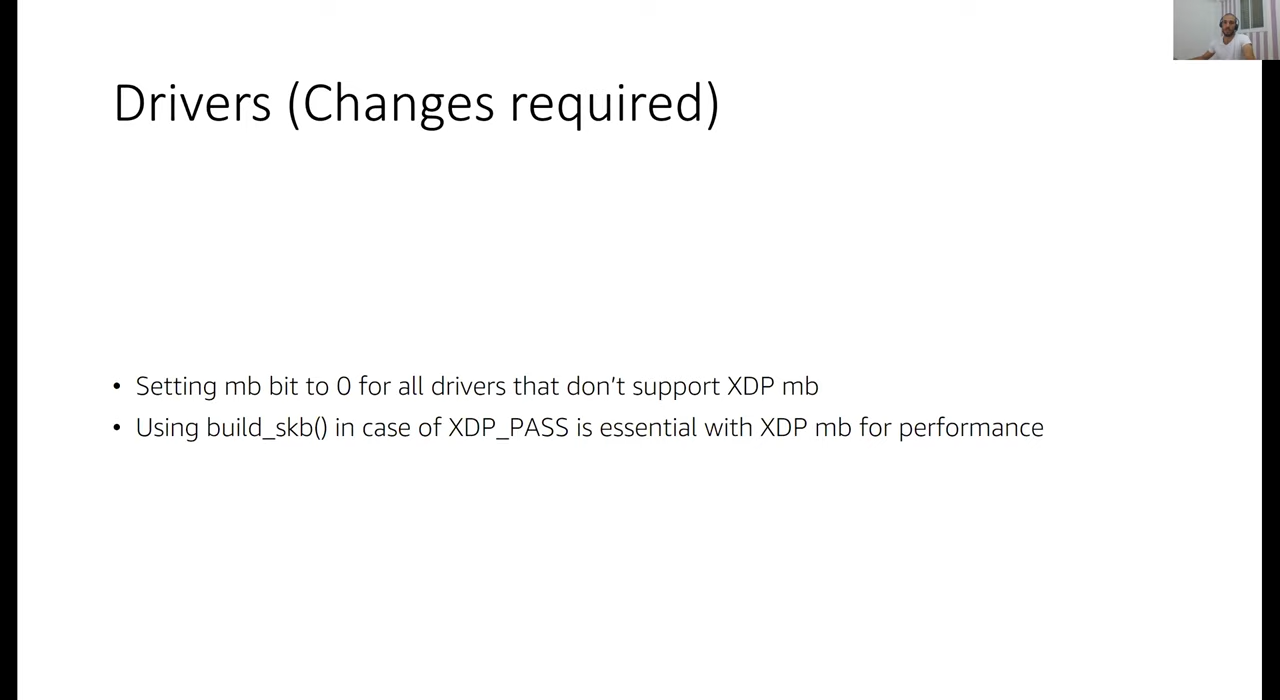 Drivers (Changes required)
• Setting mb bit to 0 for all drivers that don't support XDP mb
• Using build_skb() in case of XDP_PASS is essential with XDP mb for performance